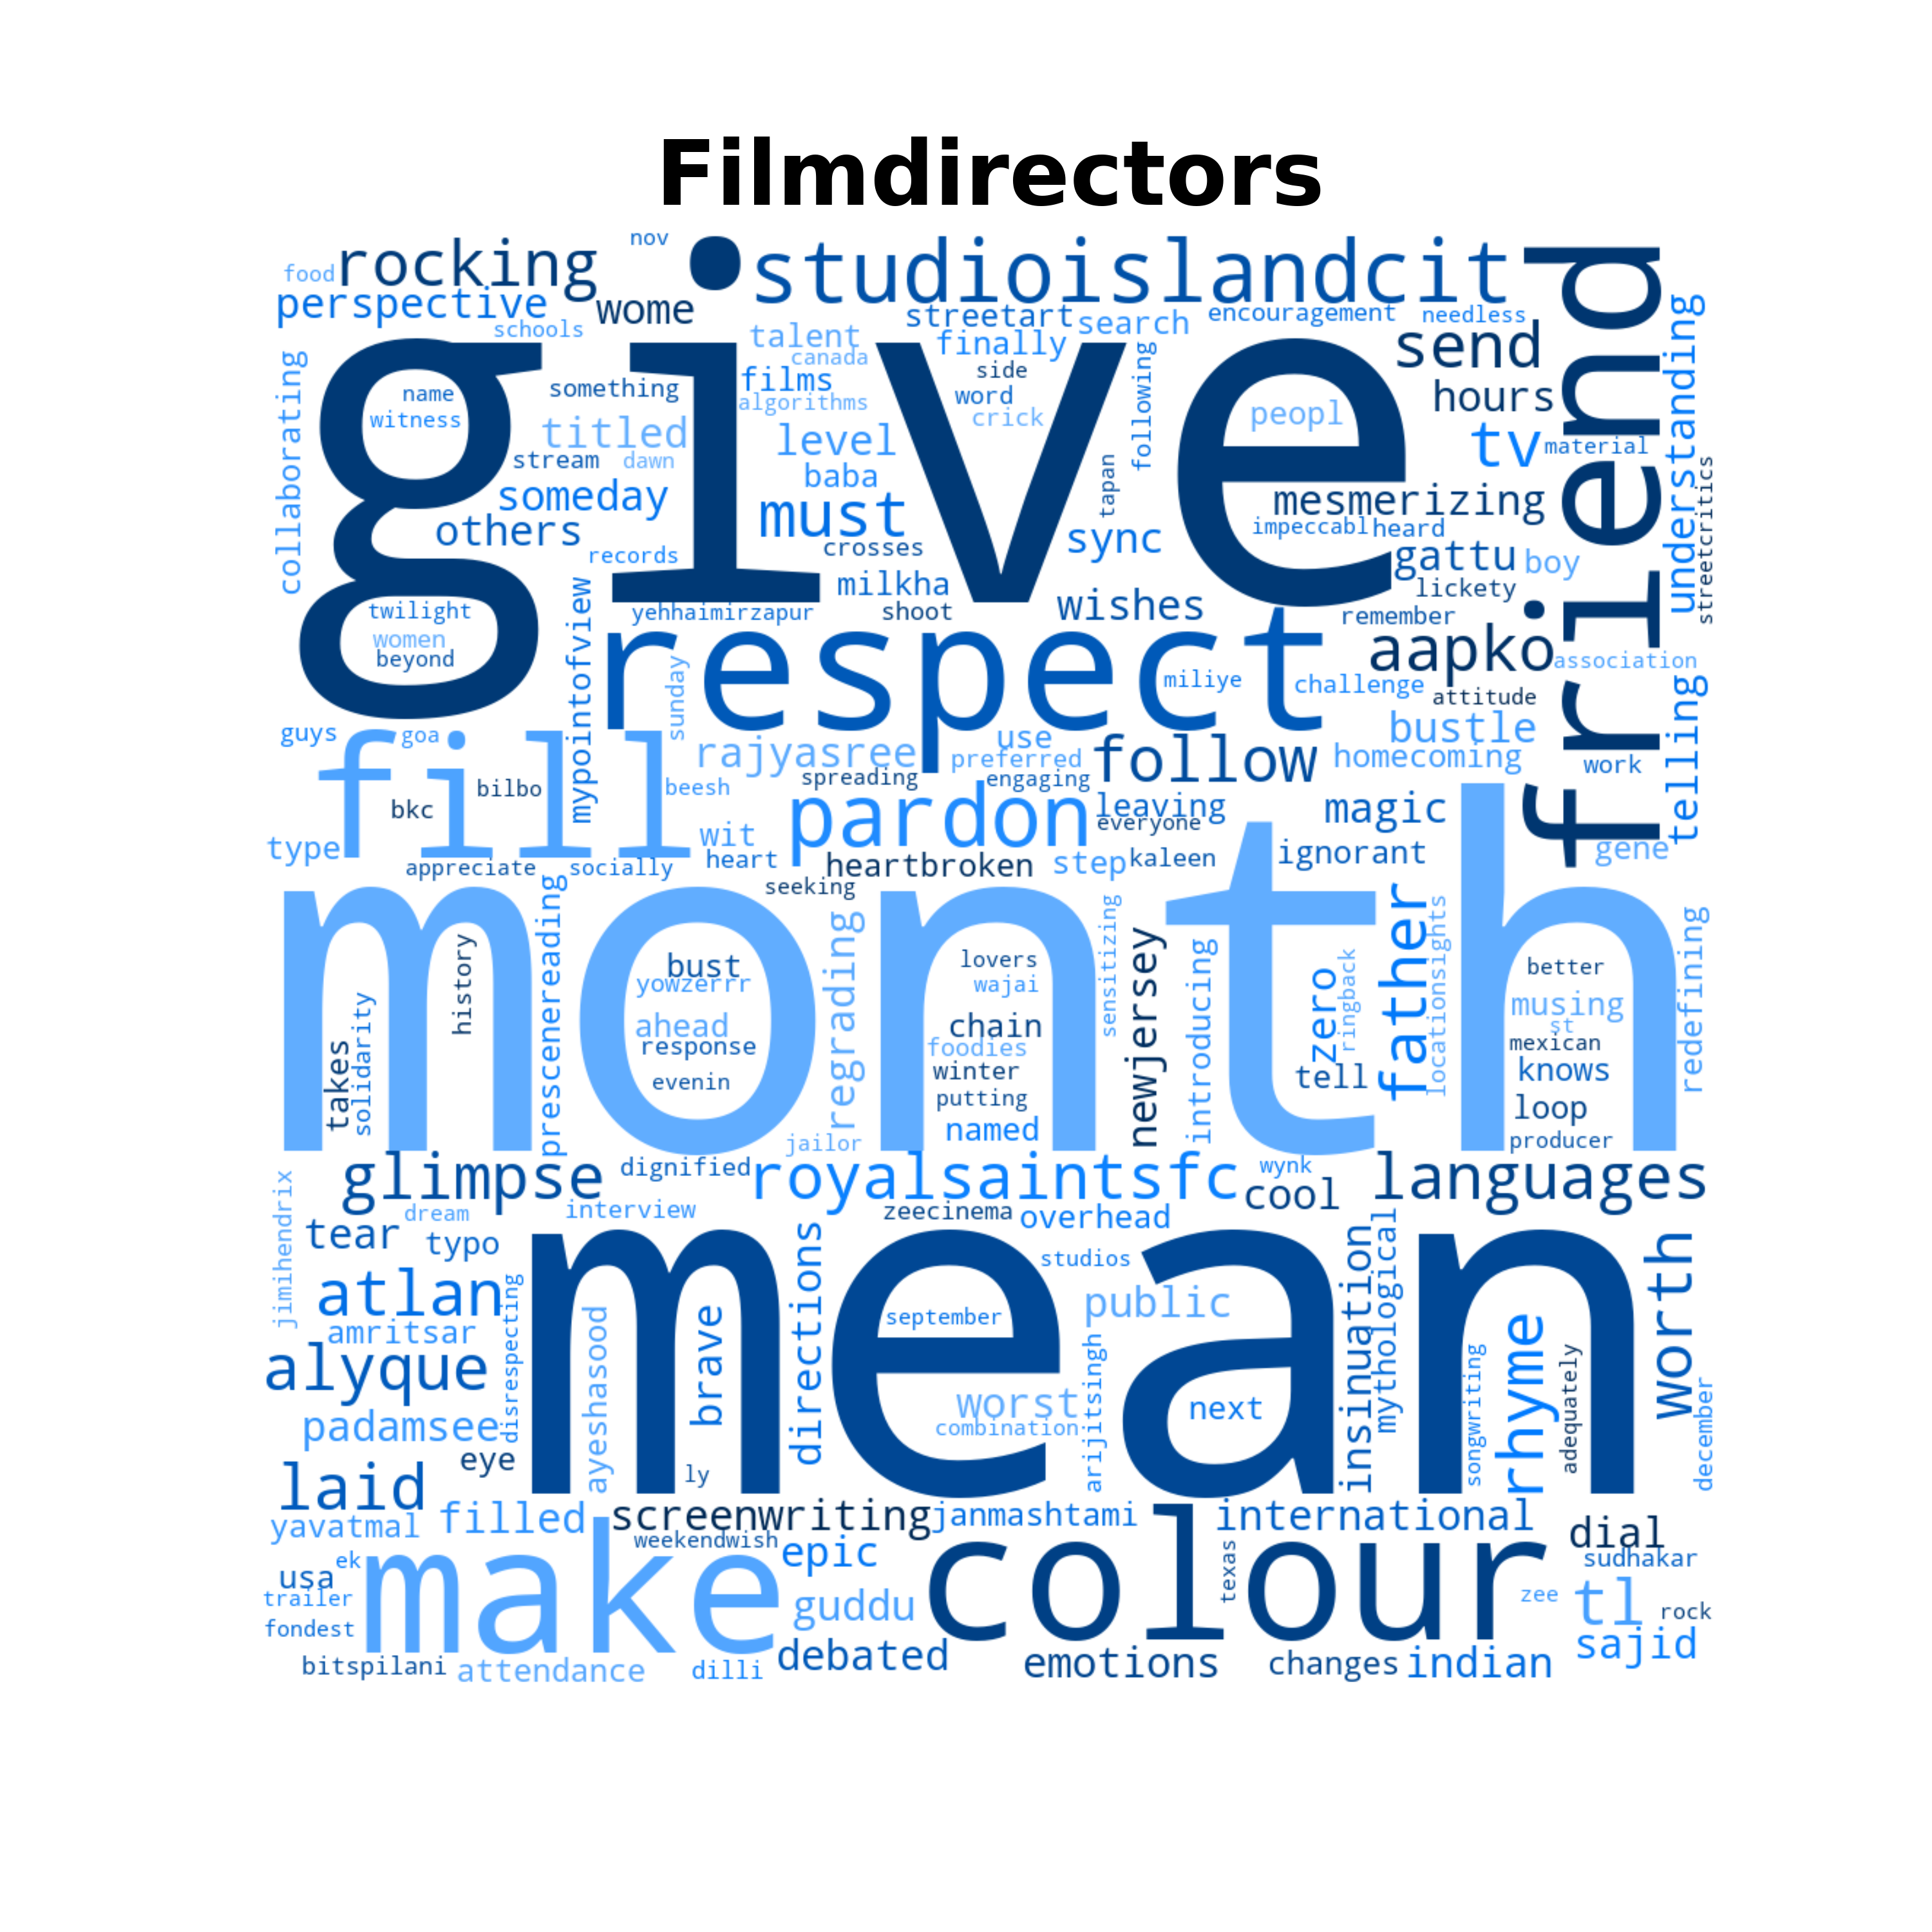 Filmdirectors
nov
food
rocking
studioislandcit
perspective
wome
schools
streetart
search
encouragement
needless
friend
give
talent
finally
send
understanding
canada
collaborating
name
something
films
side
following
hours
witness
algorithms
word
crick
peopl
titled
level
tv
material
stream
dawn
baba
tapan
streetcritics
someday
must
mesmerizing
others
sync
impeccabl
heard
records
crosses
gattu
boy
milkha
lickety
twilight
yehhaimirzapur
shoot
wishes
remember
women
mypointofview
respect
aapko
beyond
sunday
miliye
challenge
association
attitude
telling
guys
goa
fill
rajyasree
use
follow
bustle
preferred
homecoming
bilbo
beesh
spreading
engaging
work
bkc
pardon
leaving
magic
everyone
type
wit
heart
heartbroken
step
kaleen
ignorant
gene
appreciate
socially
seeking
month
prescenereading
regrading
sensitizing
newjersey
introducing
father
locationsights
redefining
history
bust
lovers
zero
ringback
better
yowzerrr
wajai
musing
takes
solidarity
ahead
chain
st
response
foodies
mexican
evenin
winter
tell
knows
putting
loop
named
producer
jailor
glimpse
dignified
royalsaintsfc
wynk
cool
languages
jimihendrix
dream
interview
zeecinema
overhead
tear
typo
mean
directions
studios
insinuation
mythological
worth
atlan
disrespecting
ayeshasood
brave
september
public
rhyme
amritsar
arijitsingh
songwriting
adequately
alyque
worst
next
december
padamsee
combination
eye
ly
laid
yavatmal
filled
screenwriting
janmashtami
international
dial
weekendwish
ek
make
epic
colour
texas
sudhakar
usa
trailer
guddu
zee
tl
rock
fondest
debated
sajid
bitspilani
attendance
dilli
emotions
changes
indian